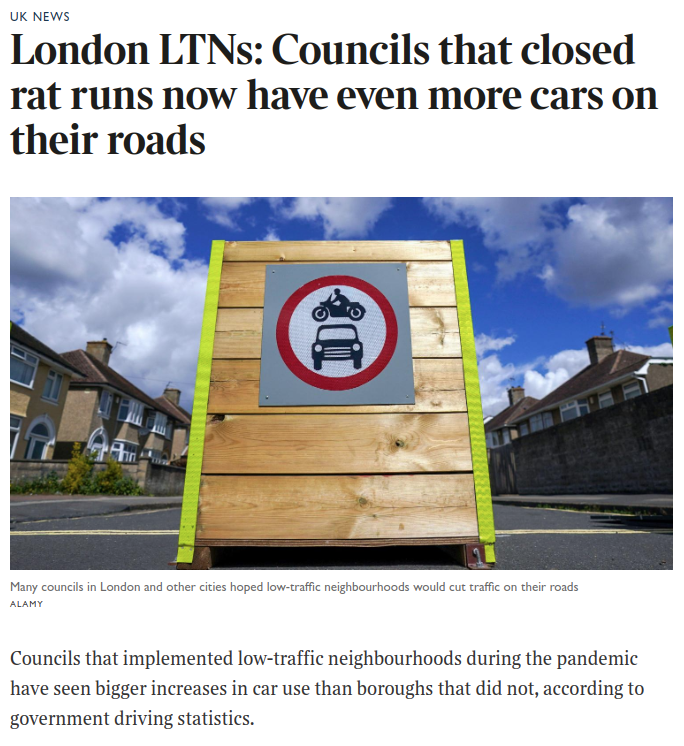 UK NEWS
London LTNs: Councils that closed
rat runs now have even more cars on
their roads
Many councils in London and other cities hoped low-traffic neighbourhoods would cut traffic on their roads
ALAMY
Councils that implemented low-traffic neighbourhoods during the pandemic
have seen bigger increases in car use than boroughs that did not, according to
government driving statistics.